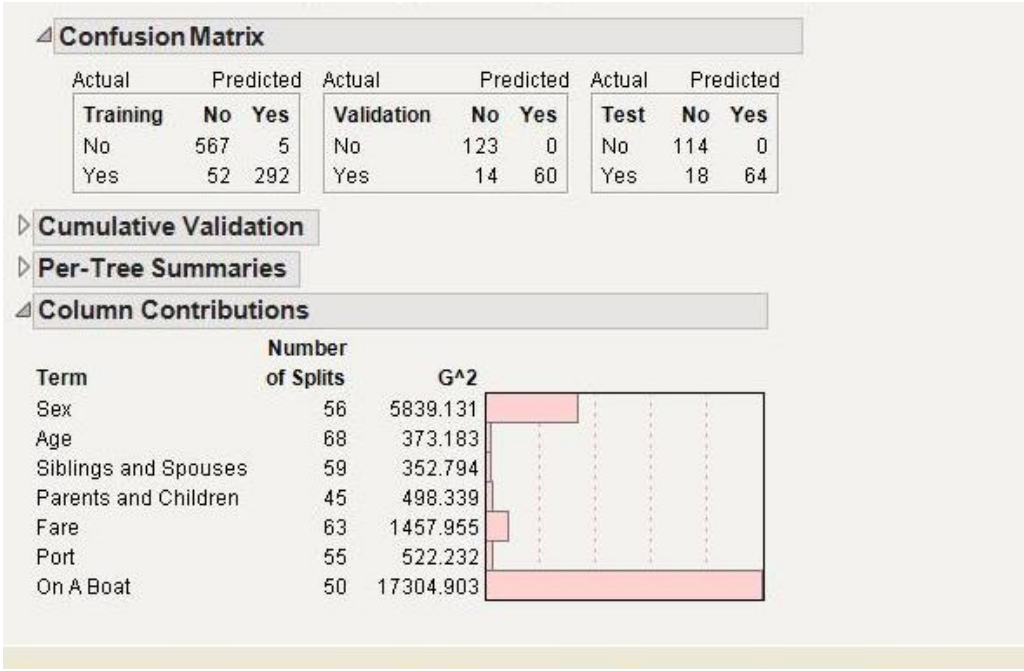 Confusion Matrix
Actual Predicted Actual Predicted Actual Predicted
Training No Yes Validation No Yes Test No Yes
No 567 5 No 123 0 No 114 0
Yes 52 292 Yes 14 60 Yes 18 64
Cumulative Validation
Per-Tree Summaries
Column Contributions
Number
Term of Splits G^2
Sex 56 5839.131
Age 68 373.183
Siblings and Spouses 59 352.794
Parents and Children 45 498.339
Fare 63 1457.955
Port 55 522.232
On A Boat 50 17304.903